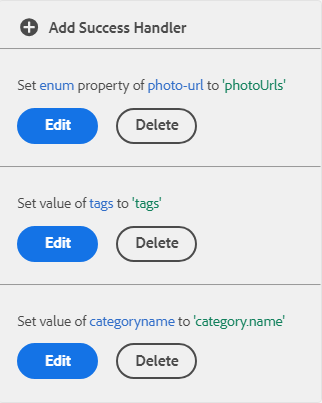 Add Success Handler
Set enum property of photo-url to 'photoUrls'
Edit Delete
Set value of tags to 'tags'
Edit Delete
Set value of categoryname to 'category.name'
Edit Delete